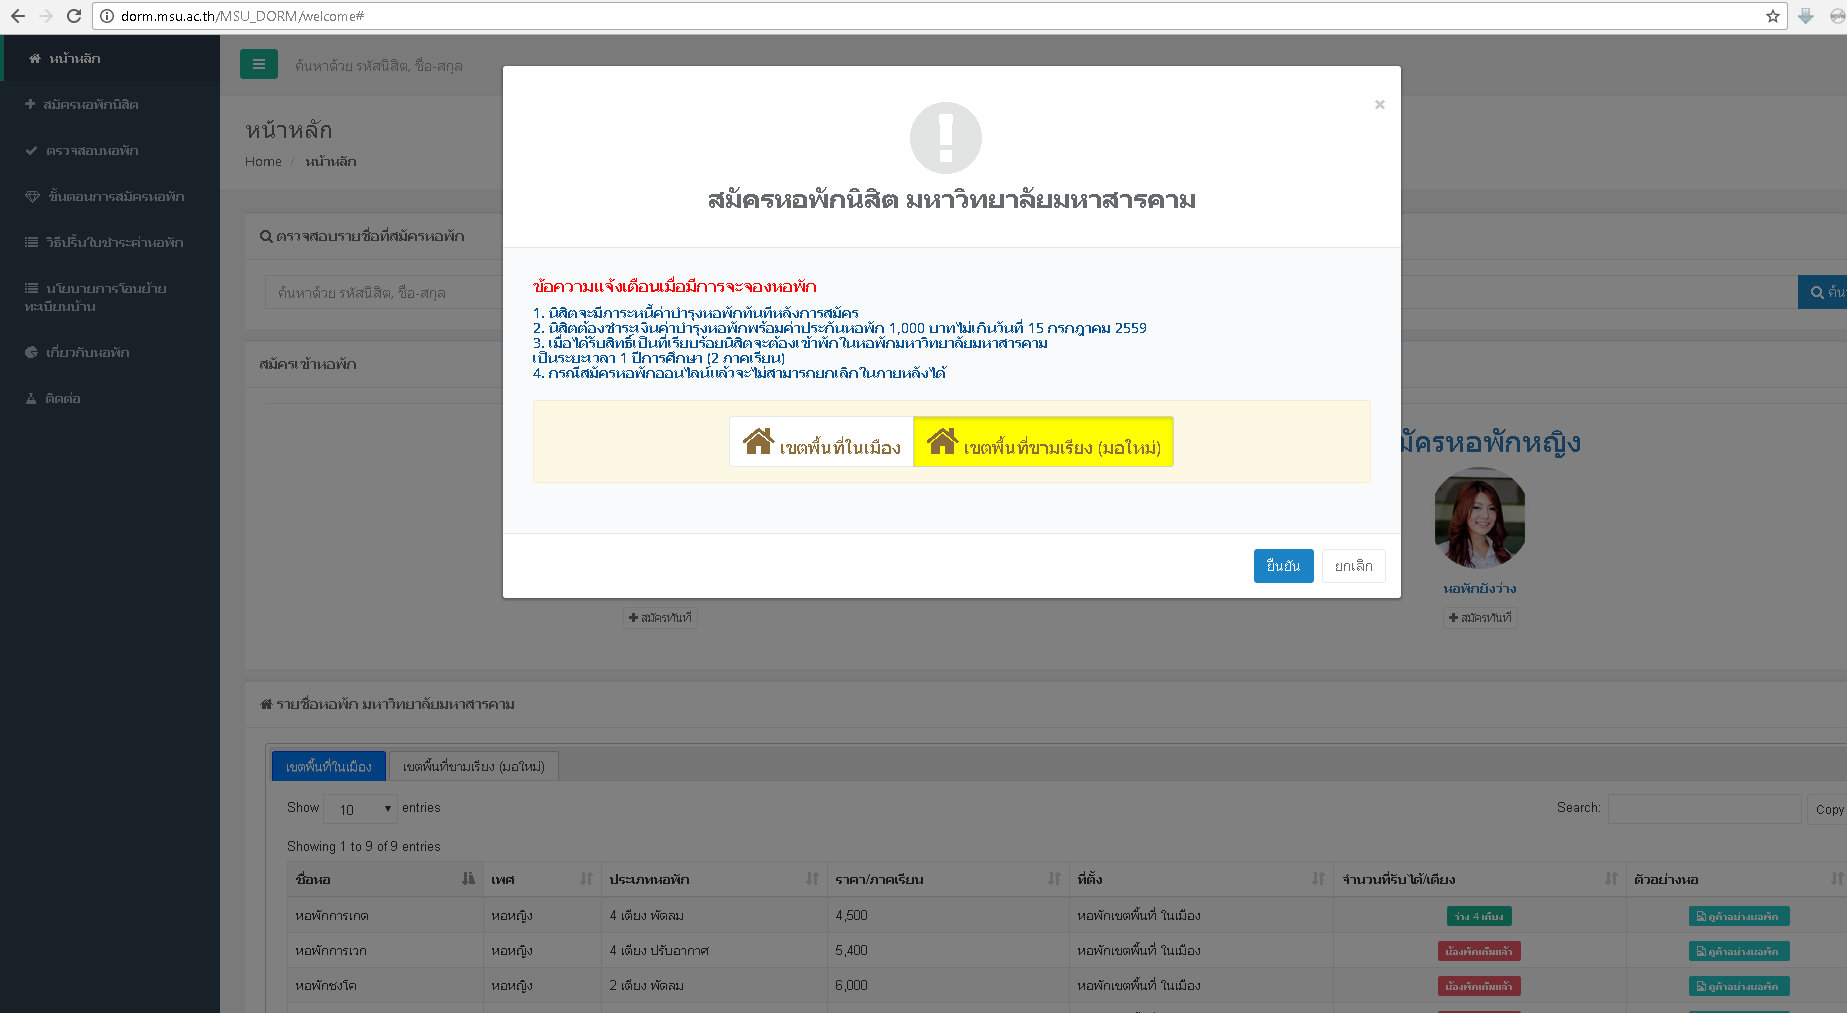 dorm.msu.ac.th/MSU_DORM/welcome#
หน้าหลัก
สมัครหอพักนิสิต
ตรวจสอบหอพัก
ขั้นตอนการสมัครหอพัก
วิธีปริ้นใบชำระค่าหอพัก
นโยบายการโอนย้าย
ทะเบียนบ้าน
เกี่ยวกับหอพัก
ติดต่อ
ค้นหาด้วย รหัสนิสิต, ชื่อ-สกุล
หน้าหลัก
Home / หน้าหลัก
ตรวจสอบรายชื่อที่สมัครหอพัก
ค้นหาด้วย รหัสนิสิต, ชื่อ-สกุล
สมัครเข้าหอพัก
×
สมัครหอพักนิสิต มหาวิทยาลัยมหาสารคาม
ข้อความแจ้งเตือนเมื่อมีการจะจองหอพัก
1. นิสิตจะมีภาระหนี้ค่าบำรุงหอพักทันทีหลังการสมัคร
2. นิสิตต้องชำระเงินค่าบำรุงหอพักพร้อมค่าประกันหอพัก 1,000 บาทไม่เกินวันที่ 15 กรกฎาคม 2559
3. เมื่อได้รับสิทธิ์เป็นที่เรียบร้อยนิสิตจะต้องเข้าพักในหอพักมหาวิทยาลัยมหาสารคาม
เป็นระยะเวลา 1 ปีการศึกษา (2 ภาคเรียน)
4. กรณีสมัครหอพักออนไลน์แล้วจะไม่สามารถยกเลิกในภายหลังได้
เขตพื้นที่ในเมือง เขตพื้นที่ขามเรียง (มอใหม่)
ยืนยัน ยกเลิก
มัครหอพักหญิง
หอพักยังว่าง
สมัครทันที สมัครทันที
รายชื่อหอพัก มหาวิทยาลัยมหาสารคาม
เขตพื้นที่ในเมือง เขตพื้นที่ขามเรียง (มอใหม่)
Show 10 entries Search: Copy
Showing 1 to 9 of 9 entries
ชื่อหอ เพศ ประเภทหอพัก ราคา/ภาคเรียน ที่ตั้ง จำนวนที่รับได้/เตียง ตัวอย่างหอ
หอพักการเกด หอหญิง 4 เตียง พัดลม 4,500 หอพักเขตพื้นที่ ในเมือง ว่าง 4 เตียง ดูตัวอย่างหอพัก
หอพักการเวก หอหญิง 4 เตียง ปรับอากาศ 5,400 หอพักเขตพื้นที่ ในเมือง ห้องพักเต็มแล้ว ดูตัวอย่างหอพัก
หอพักชงโค หอหญิง 2 เตียง พัดลม 6,000 หอพักเขตพื้นที่ ในเมือง ห้องพักเต็มแล้ว ดูตัวอย่างหอพัก